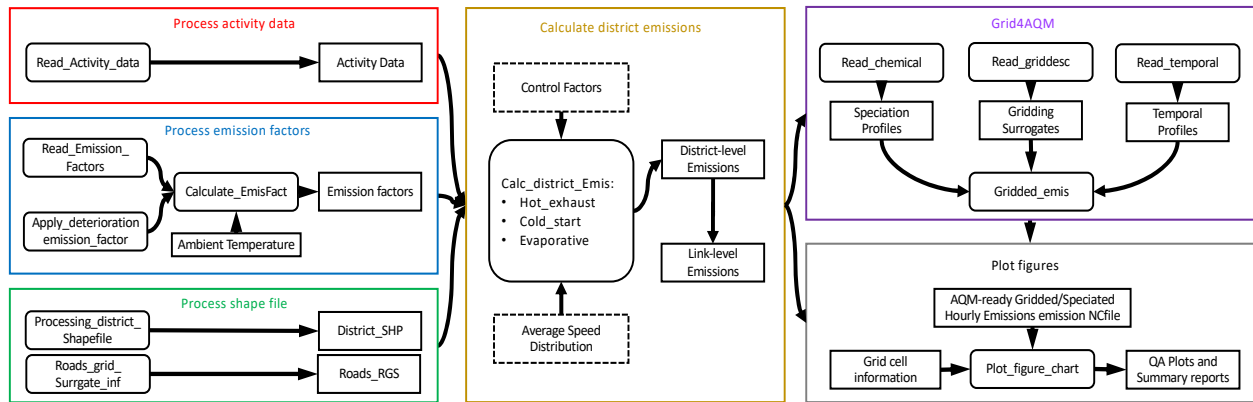 Process activity data
Read_Activity_data
Activity Data
Process emission factors
Read_Emission_
Factors
Calculate_EmisFact
Emission factors
Apply_deterioration
emission_factor
Ambient Temperature
Process shape file
Processing_district_
Shapefile
District_SHP
Roads_grid_
Surrgate_inf
Roads_RGS
Calculate district emissions
Control Factors
Calc_district_Emis:
• Hot_exhaust
• Cold_start
• Evaporative
District-level
Emissions
Link-level
Emissions
Average Speed
Distribution
Grid4AQM
Read_chemical
Read_griddesc
Read_temporal
Speciation
Profiles
Gridding
Surrogates
Temporal
Profiles
Gridded_emis
Plot figures
AQM-ready Gridded/Speciated
Hourly Emissions emission NCfile
Grid cell
information
Plot_figure_chart
QA Plots and
Summary reports